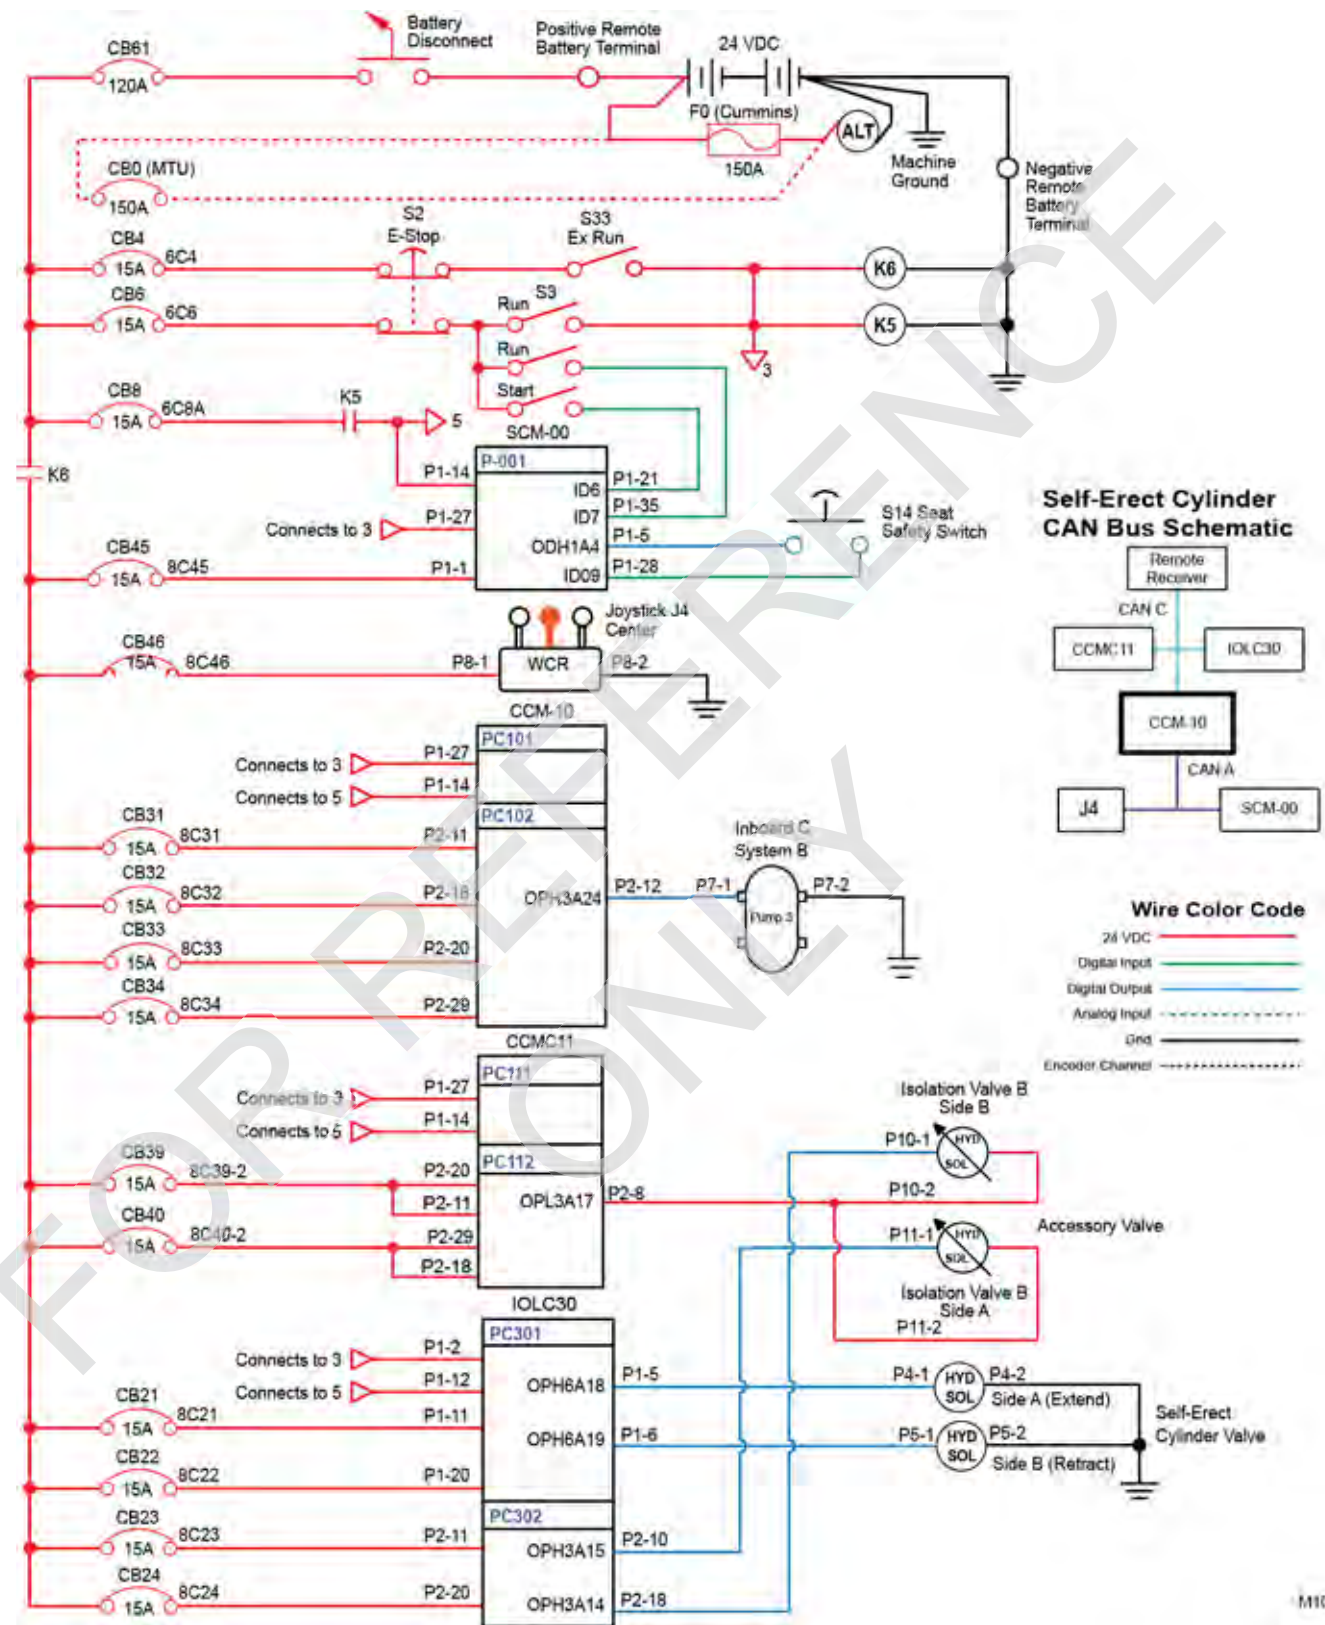 Battery
Disconnect
Positive Remote
Battery Terminal
24 VDC
CB61
120A
F0 (Cummins)
150A
ALT
Machine
Ground
Negative
Remote
Battery
Terminal
CB0 (MTU)
150A
S2
E-Stop
S33
Ex Run
CB4
15A
6C4
K6
CB6
15A
6C6
Run
S3
K5
Run
3
Start
CB8
15A
6C8A
K5
5
SCM-00
K6
P-001
P1-14
ID6
P1-21
P1-27
Connects to 3
ID7
P1-35
ODH1A4
P1-5
S14 Seat
Safety Switch
CB45
15A
8C45
P1-1
ID09
P1-28
Self-Erect Cylinder
CAN Bus Schematic
Remote
Receiver
CAN C
CCMC11
IOLC30
CCM-10
CAN A
J4
SCM-00
Joystick J4
Center
CB46
15A
8C46
P8-1
WCR
P8-2
CCM-10
PC101
P1-27
Connects to 3
P1-14
Connects to 5
PC102
CB31
15A
8C31
P2-11
CB32
15A
8C32
P2-18
OPH3A24
P2-12
Inboard C
System B
P7-1
P7-2
Pump 3
CB33
15A
8C33
P2-20
CB34
15A
8C34
P2-29
Wire Color Code
24 VDC
Digital Input
Digital Output
Analog Input
Gnd
Encoder Channel
CCMC11
PC111
P1-27
Connects to 3
P1-14
Connects to 5
PC112
CB39
15A
8C39-2
P2-20
P2-11
OPL3A17
P2-8
CB40
15A
8C40-2
P2-29
P2-18
Isolation Valve B
Side B
P10-1
HYD
SOL
P10-2
Accessory Valve
P11-1
HYD
SOL
Isolation Valve B
Side A
P11-2
IOLC30
PC301
P1-2
Connects to 3
P1-12
Connects to 5
OPH6A18
P1-5
P4-1
HYD
SOL
P4-2
Side A (Extend)
CB21
15A
8C21
P1-11
OPH6A19
P1-6
P5-1
HYD
SOL
P5-2
Side B (Retract)
Self-Erect
Cylinder Valve
CB22
15A
8C22
P1-20
PC302
CB23
15A
8C23
P2-11
OPH3A15
P2-10
CB24
15A
8C24
P2-20
OPH3A14
P2-18
M10
FOR REFERENCE
ONLY